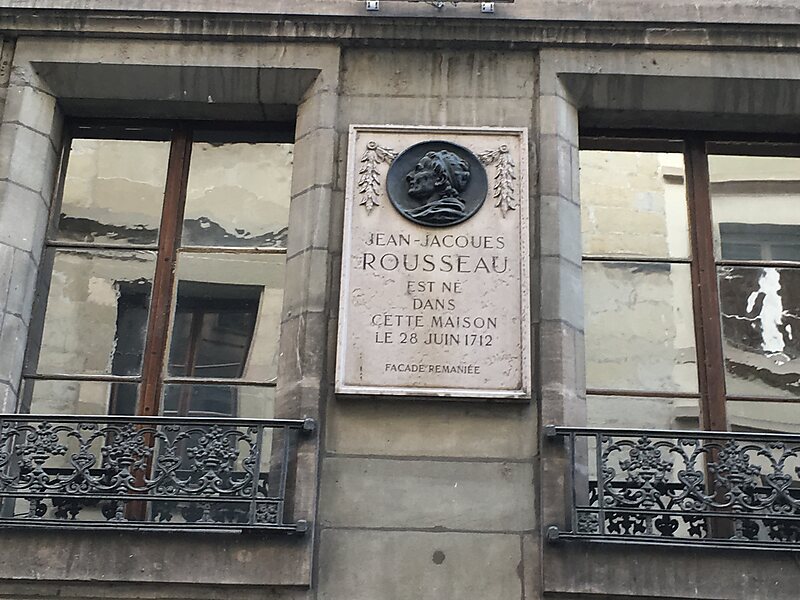 JEAN-JACQUES
ROUSSEAU
EST NÉ
DANS
CETTE MAISON
LE 28 JUIN 1712
FAÇADE REMANIÉE